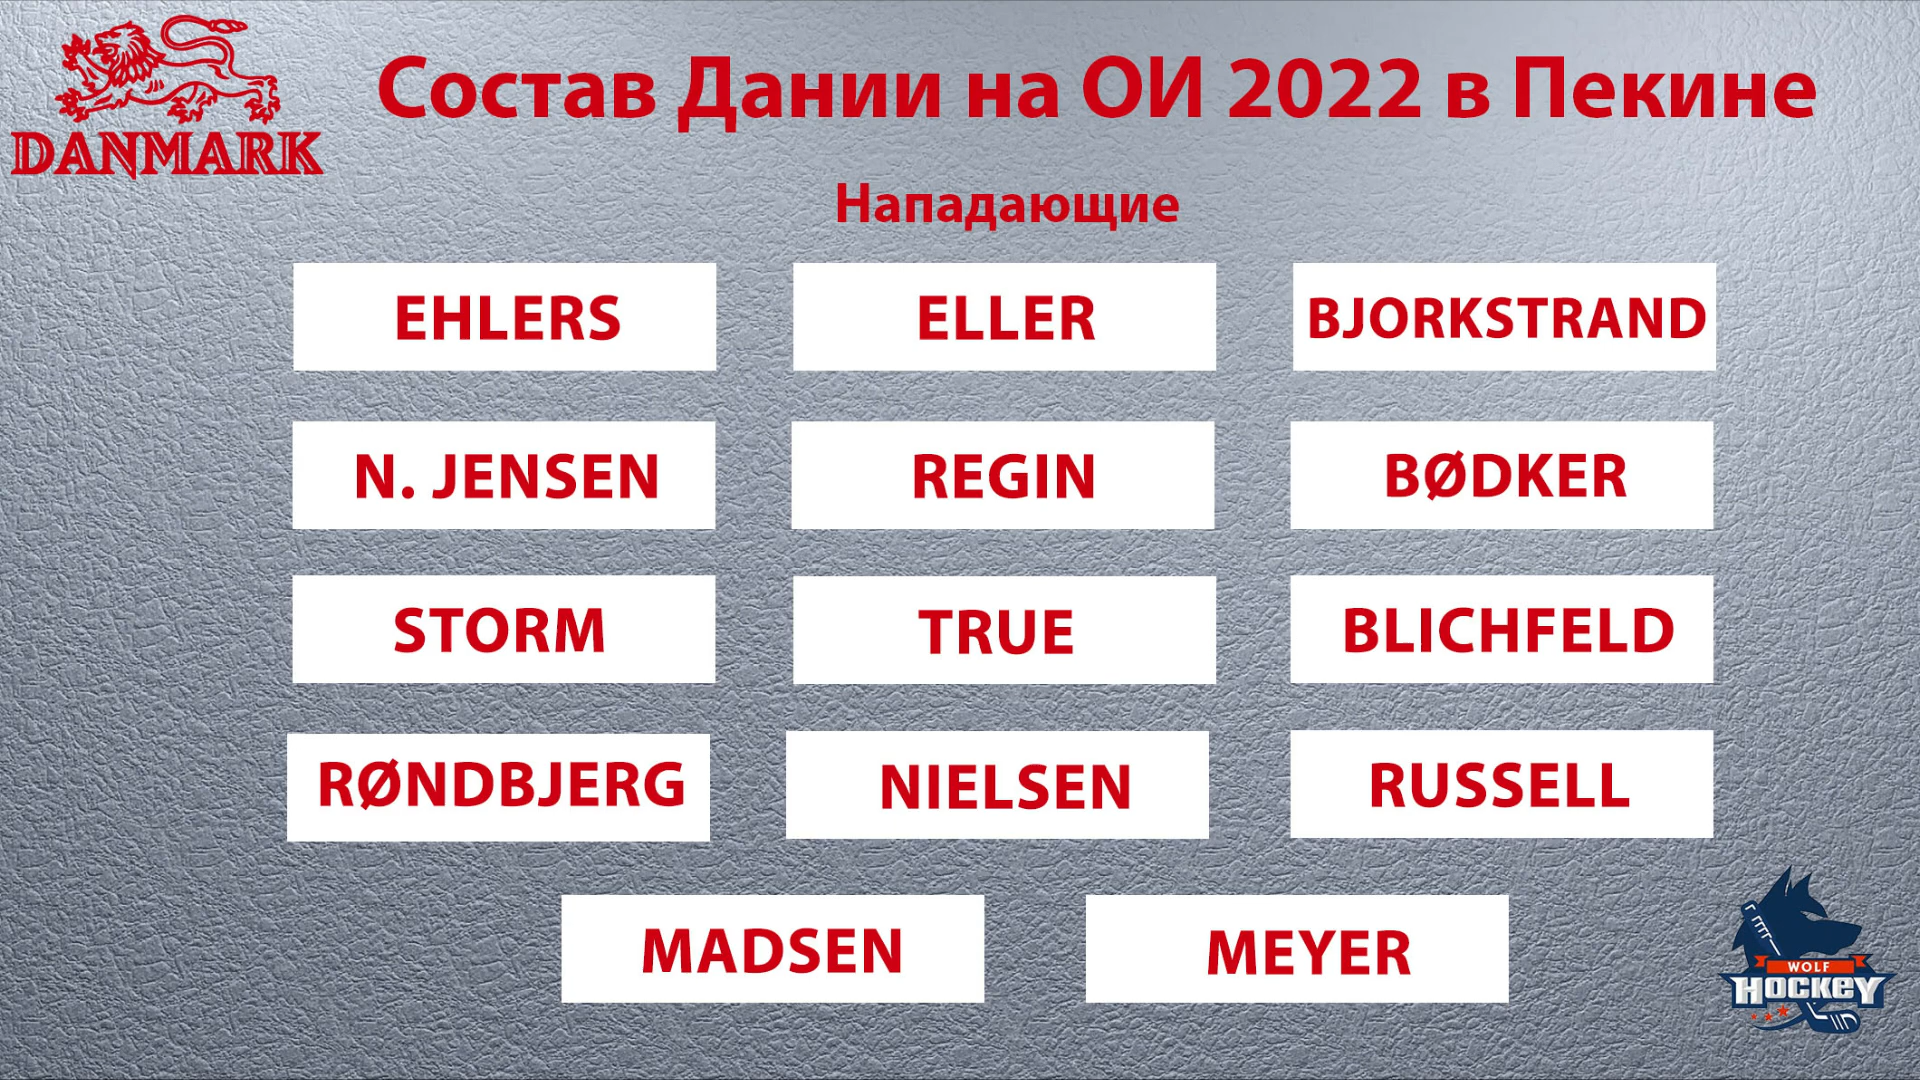 DANMARK
Состав Дании на ОИ 2022 в Пекине
Нападающие
EHLERS
ELLER
BJORKSTRAND
N. JENSEN
REGIN
BØDKER
STORM
TRUE
BLICHFELD
RØNDBJERG
NIELSEN
RUSSELL
MADSEN
MEYER
WOLF
HOCKEY